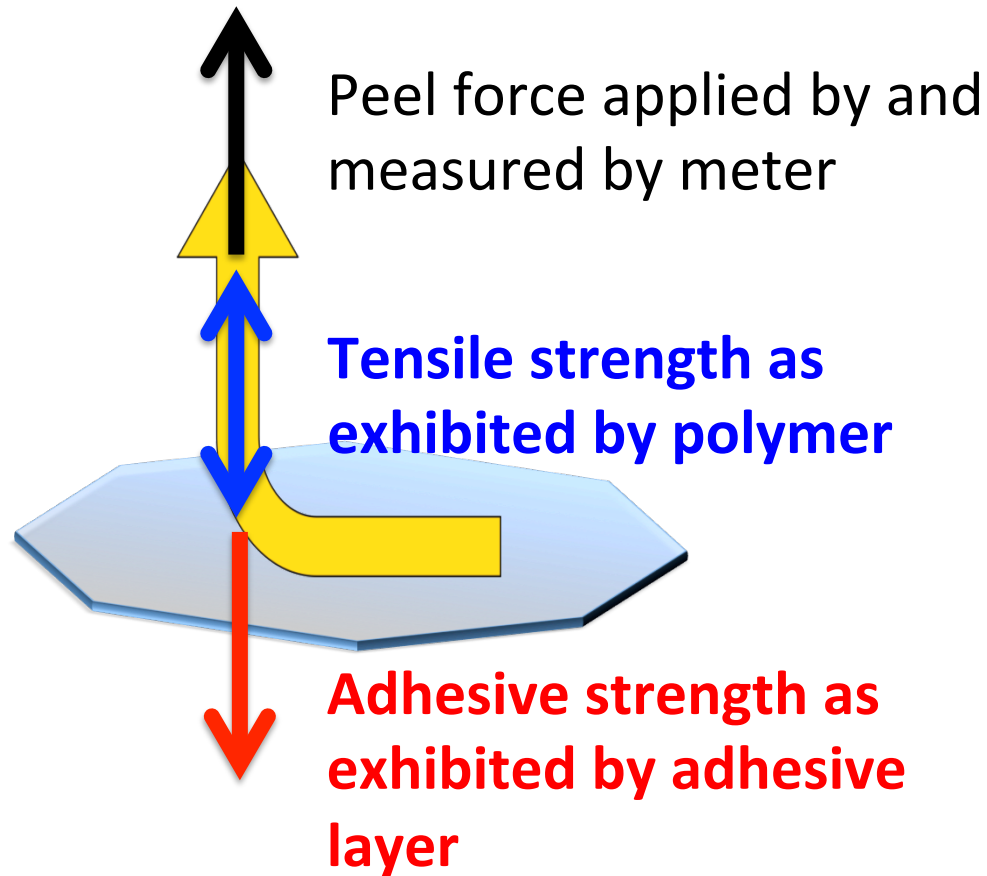 Peel force applied by and
measured by meter
Tensile strength as
exhibited by polymer
Adhesive strength as
exhibited by adhesive
layer